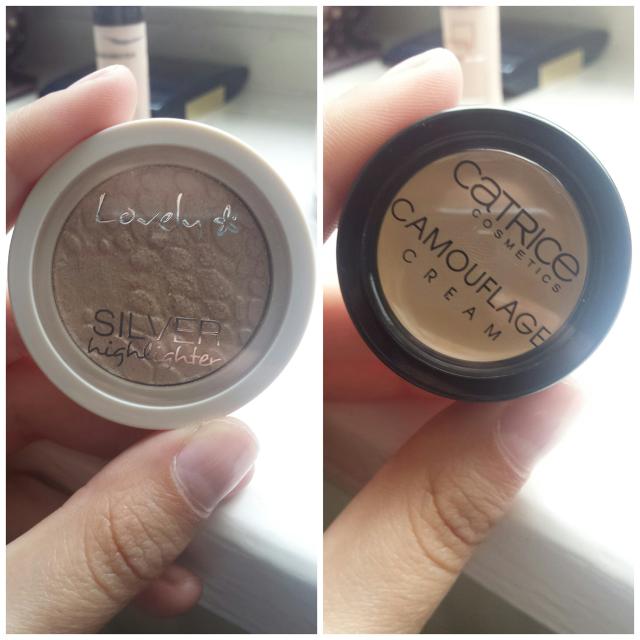 Lovely
SILVER
highlighter
CATRICE
COSMETICS
CAMOUFLAGE
CREAM